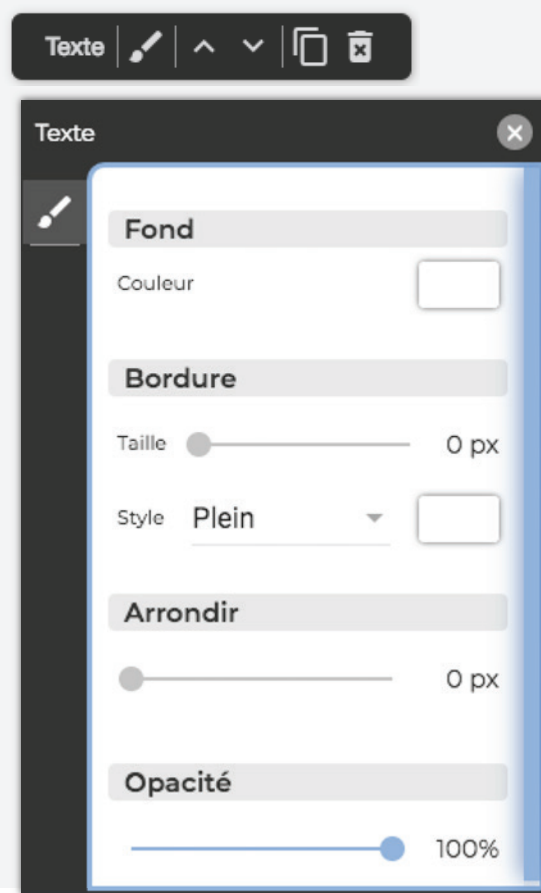 Texte
Texte
Fond
Couleur
Bordure
Taille 0 px
Style Plein
Arrondir
0 px
Opacité
100%